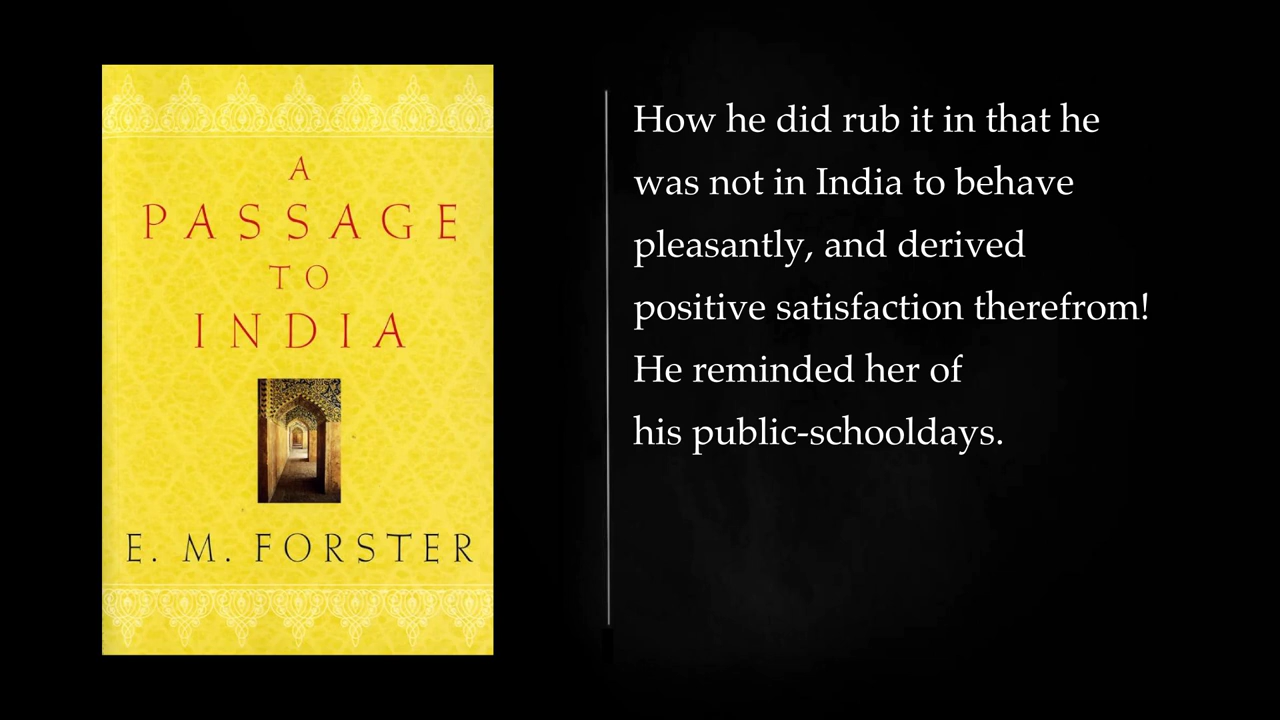 A
PASSAGE
TO
INDIA
E. M. FORSTER
How he did rub it in that he
was not in India to behave
pleasantly, and derived
positive satisfaction therefrom!
He reminded her of
his public-schooldays.